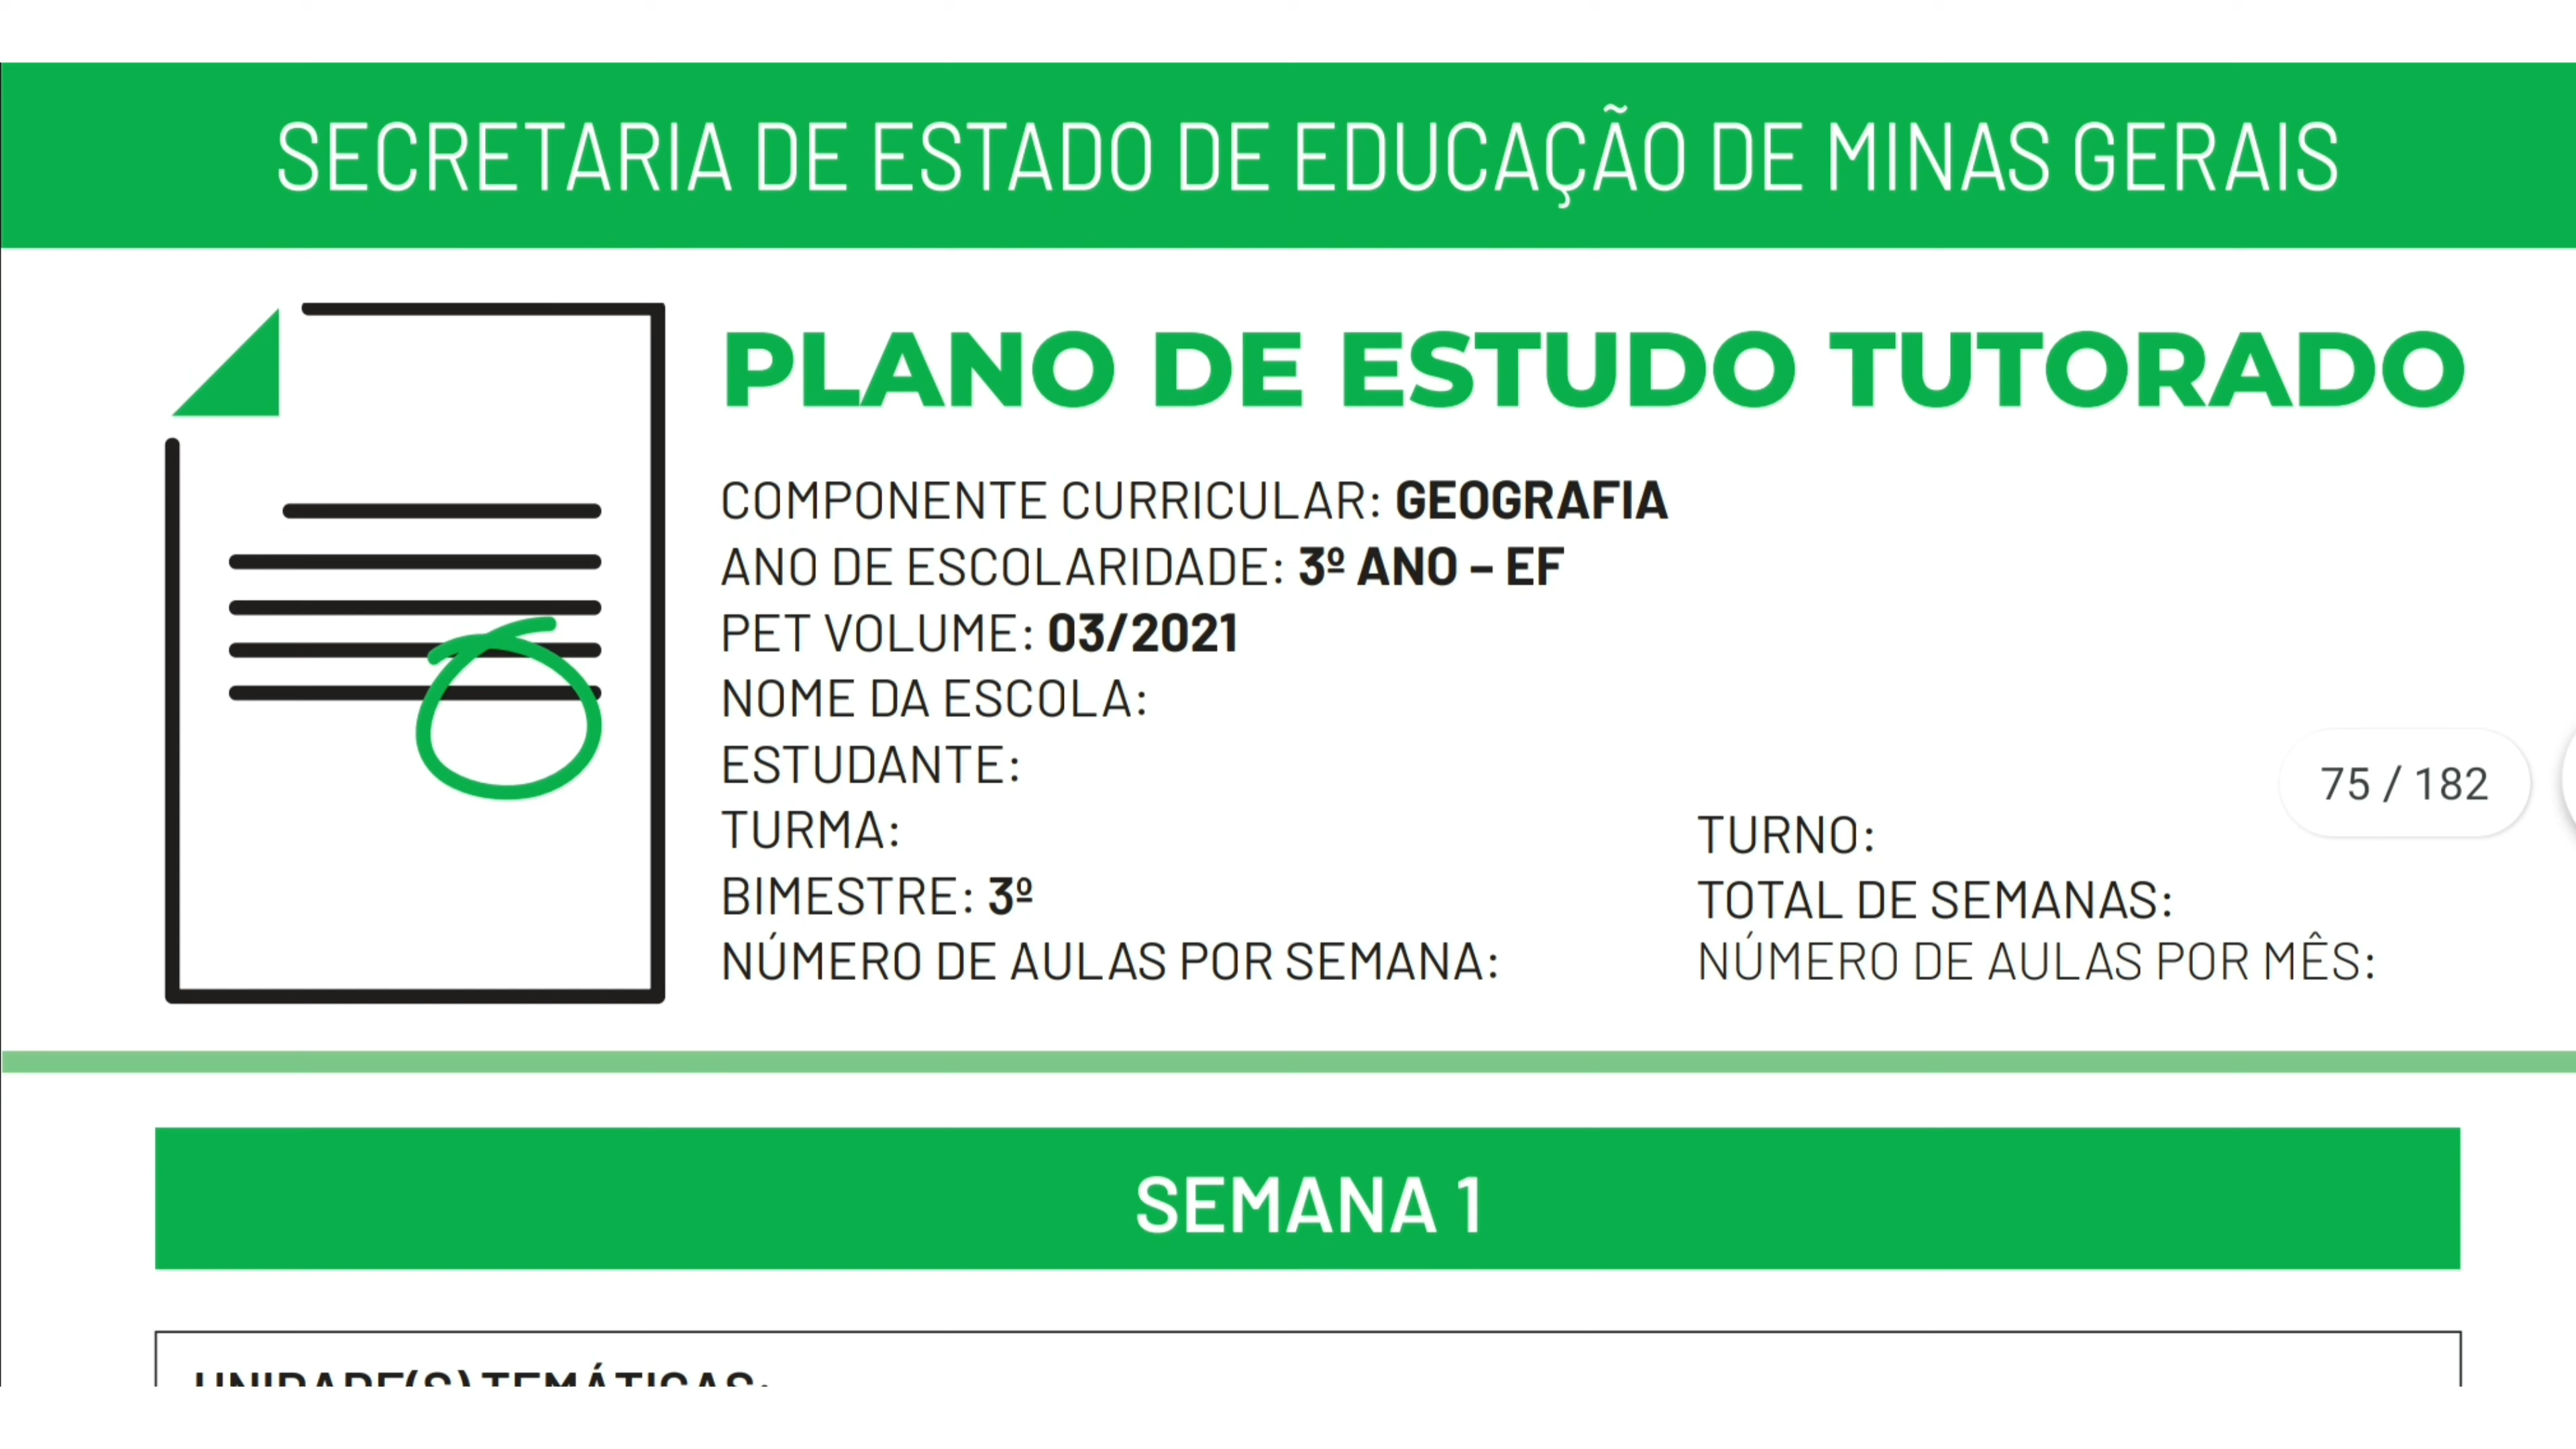 SECRETARIA DE ESTADO DE EDUCAÇÃO DE MINAS GERAIS
PLANO DE ESTUDO TUTORADO
COMPONENTE CURRICULAR: GEOGRAFIA
ANO DE ESCOLARIDADE: 3º ANO – EF
PET VOLUME: 03/2021
NOME DA ESCOLA:
ESTUDANTE:
TURMA:
TURNO:
BIMESTRE: 3º
TOTAL DE SEMANAS:
NÚMERO DE AULAS POR SEMANA:
NÚMERO DE AULAS POR MÊS:
75 / 182
SEMANA 1
UNIDADE(S) TEMÁTICAS: